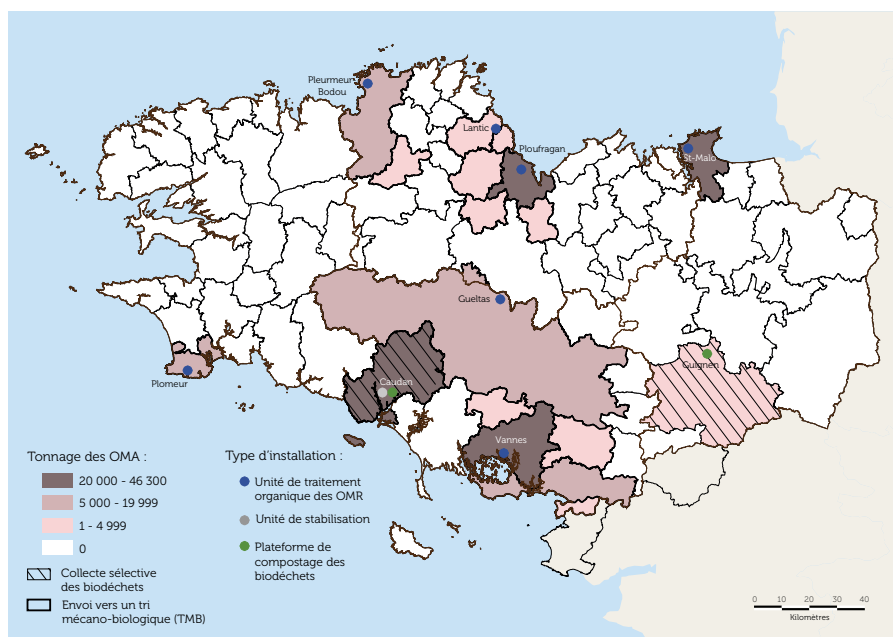 Pleurmeur
Bodou
Lantic
Ploufragan
St-Malo
Gueltas
Guignen
Caudan
Plomeur
Vannes
Tonnage des OMA :
20 000 - 46 300
5 000 - 19 999
1 - 4 999
0
Collecte sélective
des biodéchets
Envoi vers un tri
mécano-biologique (TMB)
Type d'installation :
Unité de traitement
organique des OMR
Unité de stabilisation
Plateforme de
compostage des
biodéchets
0 10 20 30 40
Kilomètres